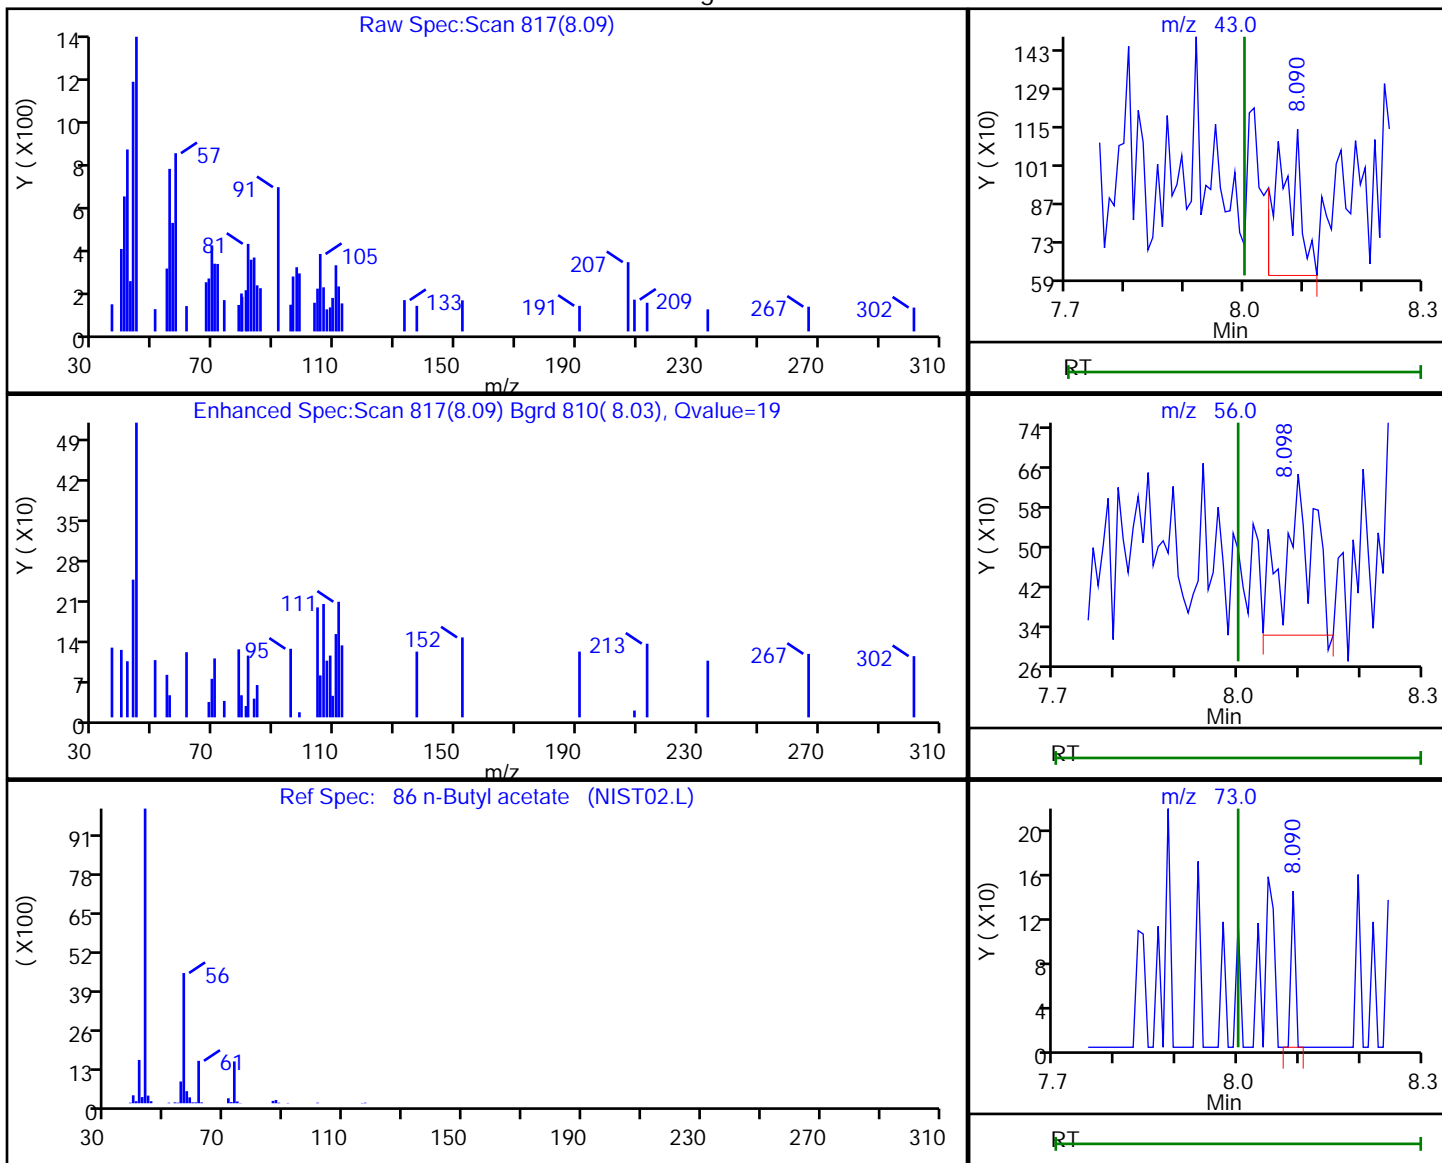 Raw Spec:Scan 817(8.09)
Y ( X100)
14
12
10
8
6
4
2
0
57
91
81
105
133
191
207
209
267
302
30 70 110 150 190 230 270 310
m/z
m/z 43.0
Y ( X10)
143
129
115
101
87
73
59
8.090
7.7 8.0 8.3
Min
RT
Enhanced Spec:Scan 817(8.09) Bgrd 810( 8.03), Qvalue=19
Y ( X10)
49
42
35
28
21
14
7
0
95
111
152
213
267
302
30 70 110 150 190 230 270 310
m/z
m/z 56.0
Y ( X10)
74
66
58
50
42
34
26
8.098
7.7 8.0 8.3
Min
RT
Ref Spec: 86 n-Butyl acetate (NIST02.L)
( X100)
91
78
65
52
39
26
13
0
56
61
30 70 110 150 190 230 270 310
m/z 73.0
Y ( X10)
20
16
12
8
4
0
8.090
7.7 8.0 8.3
Min
RT